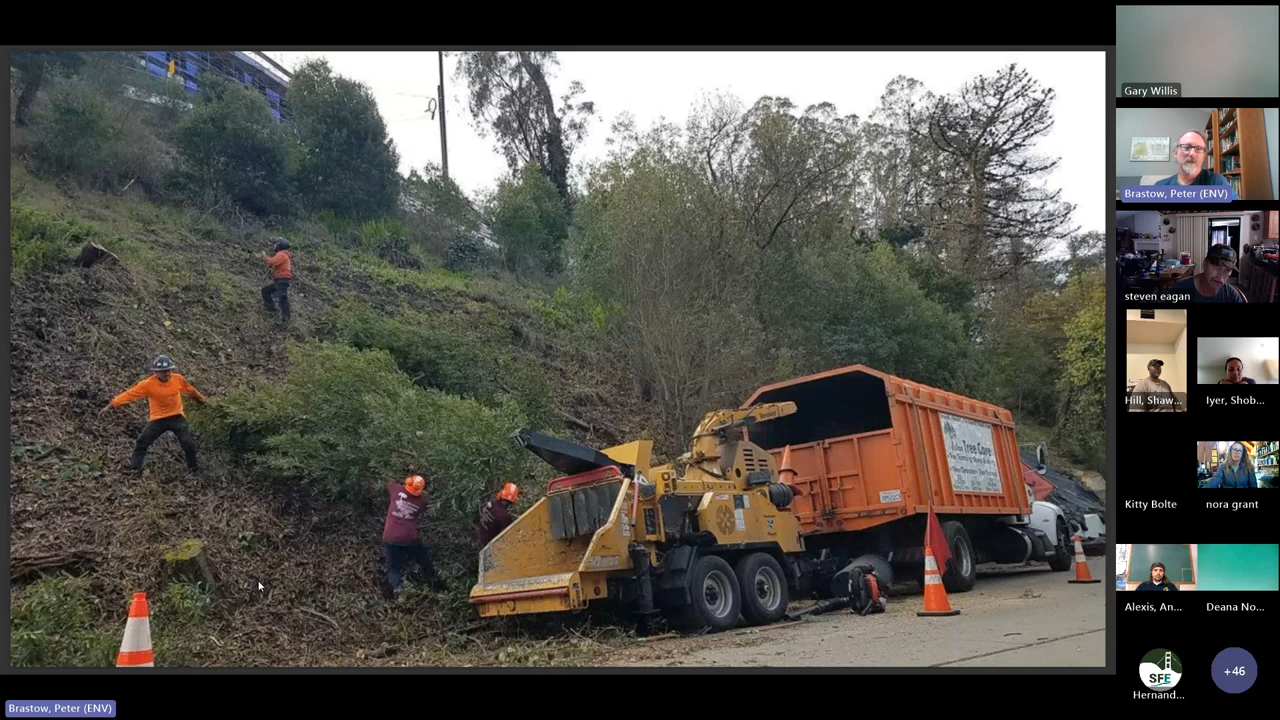 Gary Willis
Brastow, Peter (ENV)
steven eagan
Hill, Shaw...
Iyer, Shob...
Kitty Bolte
nora grant
Alexis, An...
Deana No...
SFE
Hernand...
+46
Tree Care
Brastow, Peter (ENV)